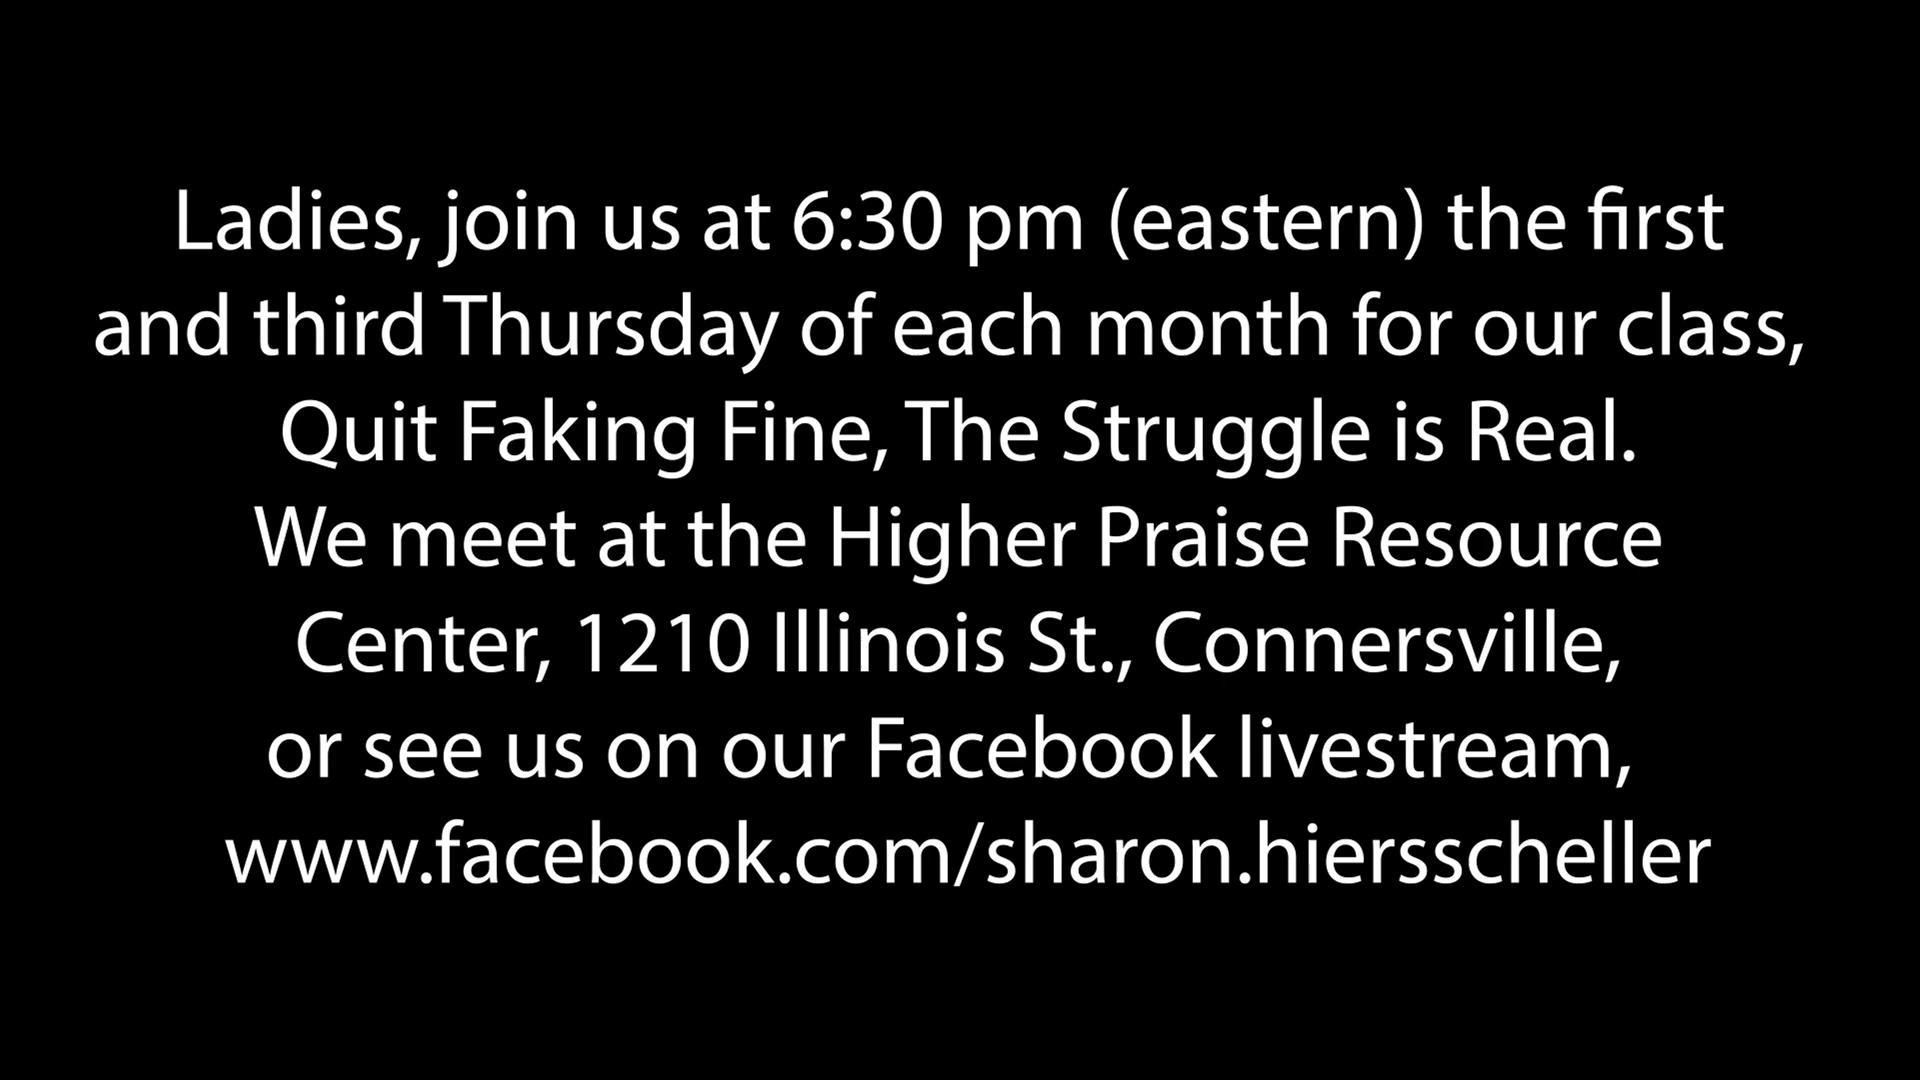 Ladies, join us at 6:30 pm (eastern) the first
and third Thursday of each month for our class,
Quit Faking Fine, The Struggle is Real.
We meet at the Higher Praise Resource
Center, 1210 Illinois St., Connersville,
or see us on our Facebook livestream,
www.facebook.com/sharon.hiersscheller